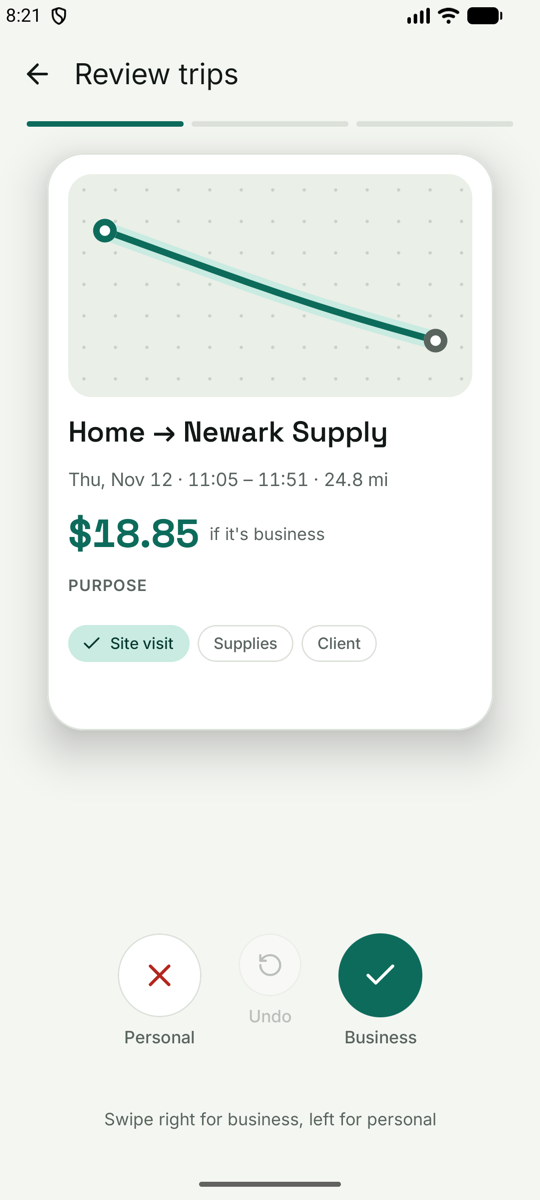 8:21
Review trips
Home → Newark Supply
Thu, Nov 12 · 11:05 – 11:51 · 24.8 mi
$18.85 if it's business
PURPOSE
Site visit Supplies Client
Undo
Personal Business
Swipe right for business, left for personal